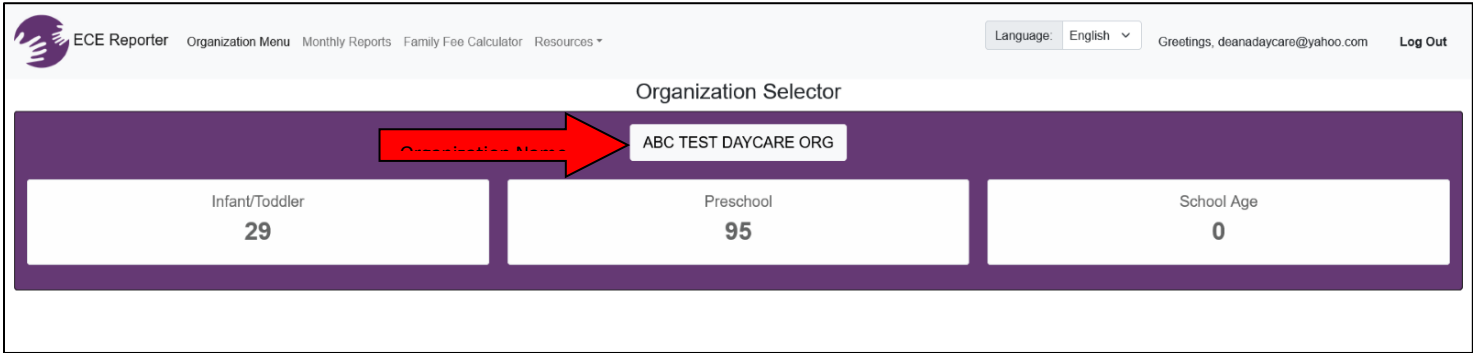 ECE Reporter Organization Menu Monthly Reports Family Fee Calculator Resources Language: English Greetings, deanadaycare@yahoo.com Log Out
Organization Selector
ABC TEST DAYCARE ORG
Infant/Toddler Preschool School Age
29 95 0